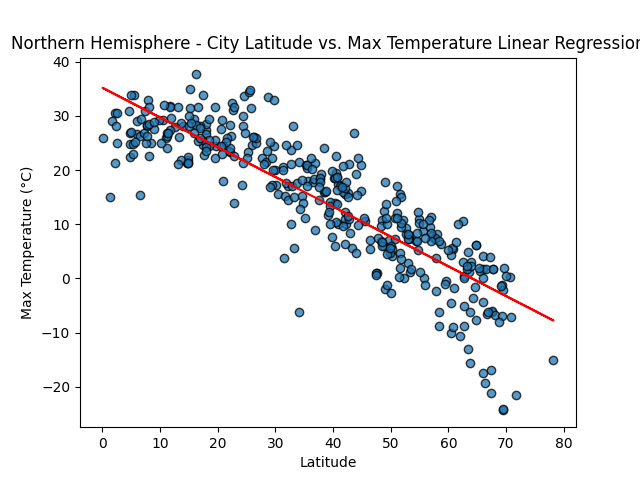 Northern Hemisphere - City Latitude vs. Max Temperature Linear Regression
40
30
20
10
0
−10
−20
Max Temperature (°C)
0 10 20 30 40 50 60 70 80
Latitude